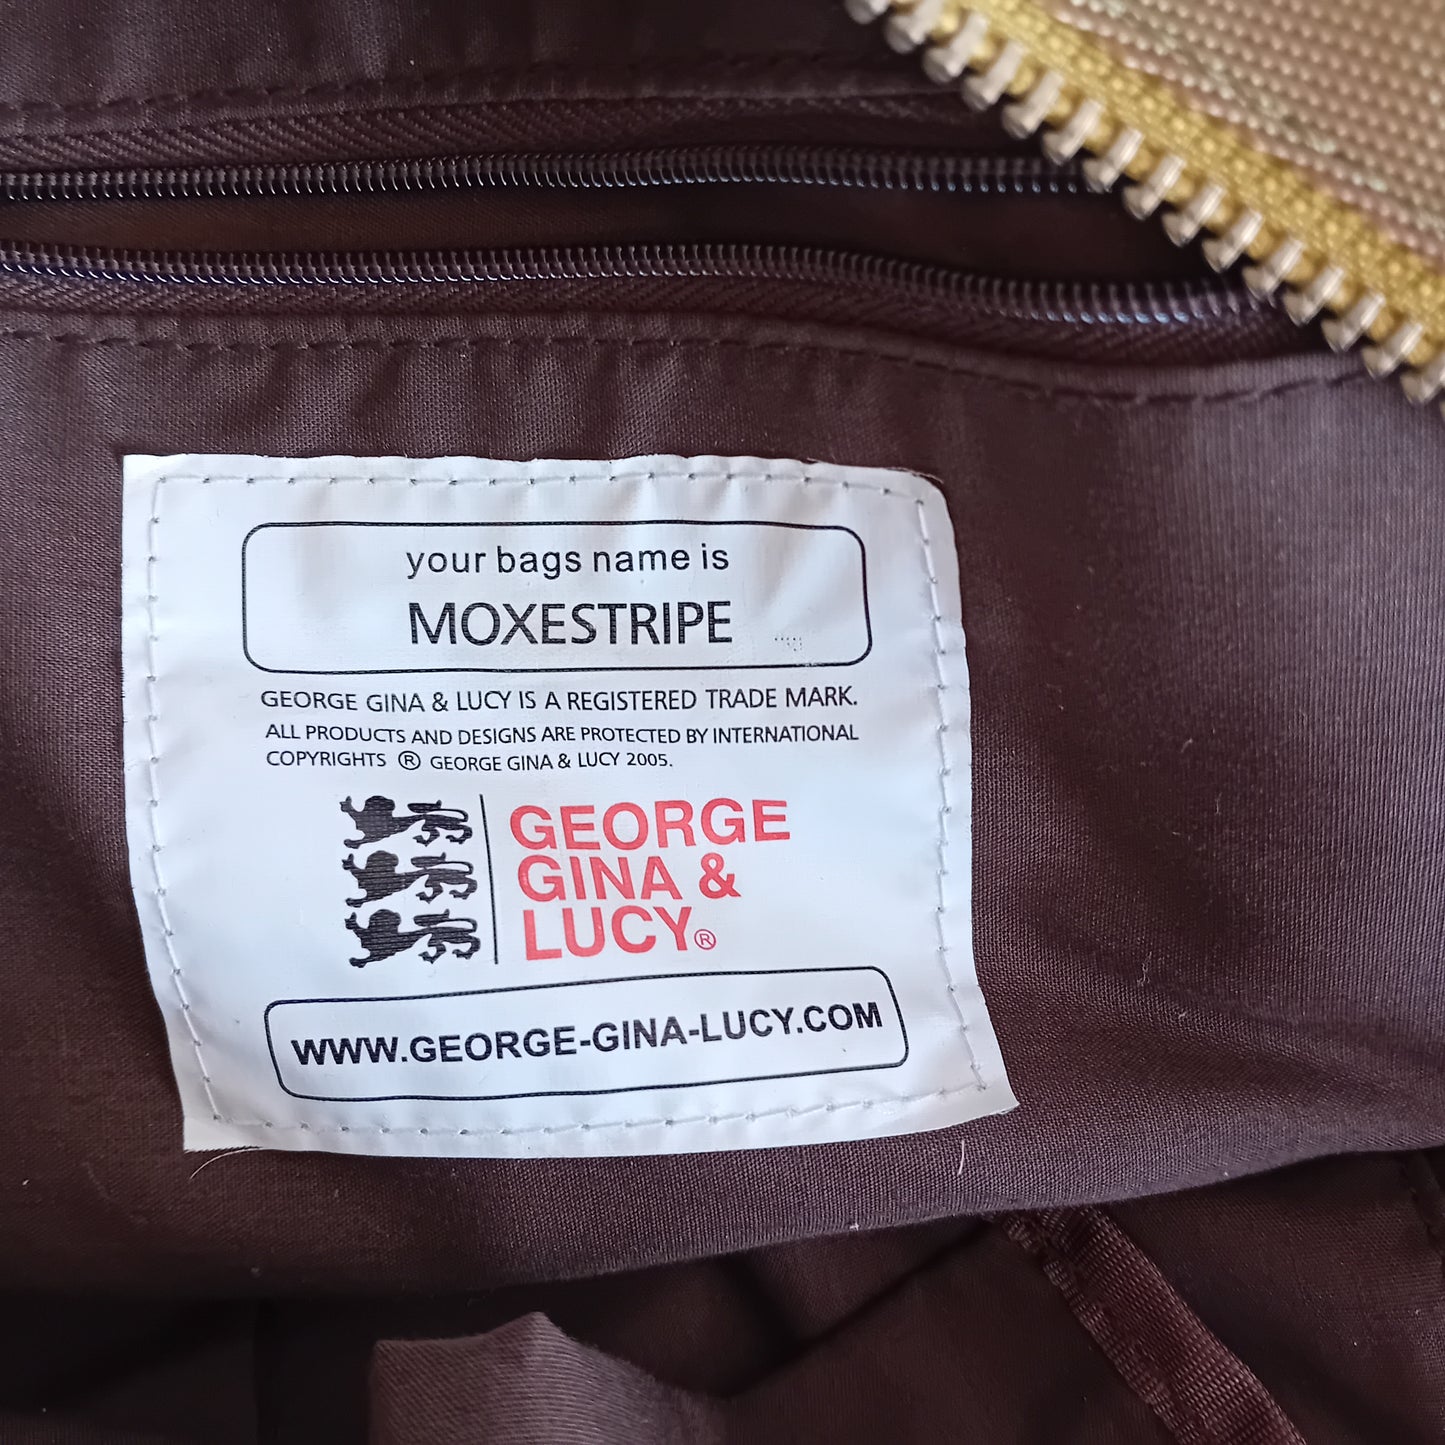 your bags name is
MOXESTRIPE
GEORGE GINA & LUCY IS A REGISTERED TRADE MARK.
ALL PRODUCTS AND DESIGNS ARE PROTECTED BY INTERNATIONAL
COPYRIGHTS ® GEORGE GINA & LUCY 2005.
GEORGE
GINA &
LUCY®
WWW.GEORGE-GINA-LUCY.COM